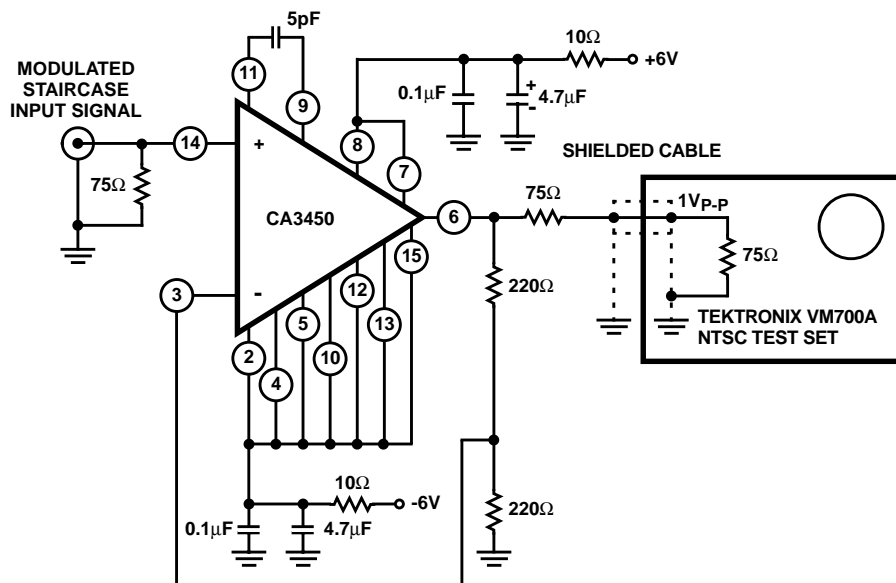 5pF
10Ω
+6V
MODULATED
STAIRCASE
INPUT SIGNAL
11
9
0.1μF
+
-
4.7μF
14
+
8
7
SHIELDED CABLE
75Ω
CA3450
6
75Ω
1VP-P
75Ω
15
3
-
12
220Ω
5
13
TEKTRONIX VM700A
NTSC TEST SET
2
10
4
10Ω
-6V
0.1μF
4.7μF
220Ω